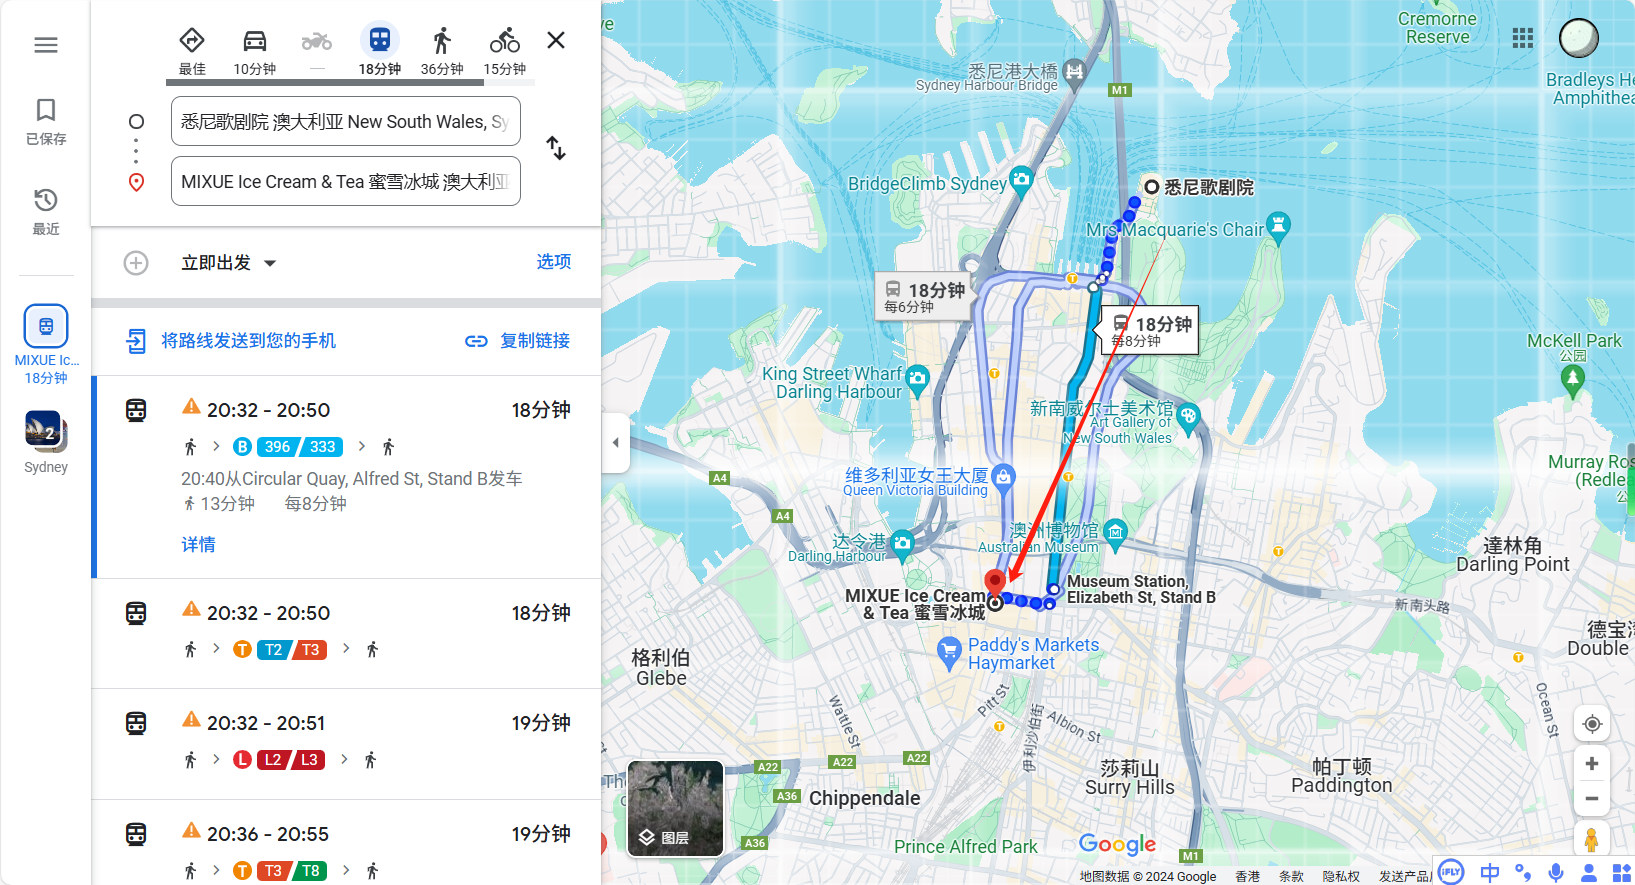 最佳
10分钟
18分钟
36分钟
15分钟
已保存
最近
MIXUE Ic...
18分钟
2
Sydney
悉尼歌剧院 澳大利亚 New South Wales, Sy
MIXUE Ice Cream & Tea 蜜雪冰城 澳大利亚
立即出发
选项
将路线发送到您的手机
复制链接
20:32 - 20:50
18分钟
B 396 / 333
20:40从Circular Quay, Alfred St, Stand B发车
13分钟 每8分钟
详情
20:32 - 20:50
18分钟
T T2 / T3
20:32 - 20:51
19分钟
L L2 / L3
20:36 - 20:55
19分钟
T T3 / T8
ve
Cremorne
Reserve
悉尼港大橋
Sydney Harbour Bridge
M1
Bradleys He
Amphithea
BridgeClimb Sydney
悉尼歌剧院
Mrs Macquarie's Chair
T
18分钟
每6分钟
18分钟
每8分钟
McKell Park
公园
King Street Wharf
Darling Harbour
T
新南威尔士美术馆
Art Gallery of
New South Wales
A4
维多利亚女王大厦
Queen Victoria Building
T
Murray Ros
(Redlea
公
A4
达令港
Darling Harbour
澳洲博物馆
Australian Museum
T
達林角
Darling Point
MIXUE Ice Cream
& Tea 蜜雪冰城
Museum Station,
Elizabeth St, Stand B
新南头路
Paddy's Markets
Haymarket
德宝湾
Double
格利伯
Glebe
T
Pitt St
Wattle St
伊利沙伯街
Albion St
Ocean St
T
A22
A22
A22
莎莉山
Surry Hills
帕丁顿
Paddington
The
A36
Chippendale
图层
A36
Prince Alfred Park
Google
M1
地图数据 © 2024 Google
香港
条款
隐私权
发送产品
iFLY
中